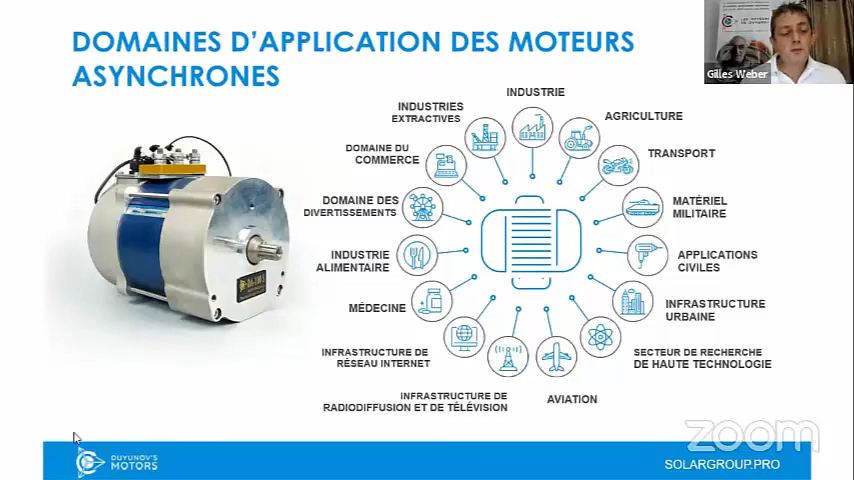 DOMAINES D'APPLICATION DES MOTEURS
ASYNCHRONES
Gilles Weber
INDUSTRIE
INDUSTRIES
EXTRACTIVES
AGRICULTURE
DOMAINE DU
COMMERCE
TRANSPORT
DOMAINE DES
DIVERTISSEMENTS
MATÉRIEL
MILITAIRE
INDUSTRIE
ALIMENTAIRE
APPLICATIONS
CIVILES
MÉDECINE
INFRASTRUCTURE
URBAINE
INFRASTRUCTURE DE
RÉSEAU INTERNET
SECTEUR DE RECHERCHE
DE HAUTE TECHNOLOGIE
INFRASTRUCTURE DE
RADIODIFFUSION ET DE TÉLÉVISION
AVIATION
zoom
DUYUNOV'S
MOTORS
SOLARGROUP.PRO